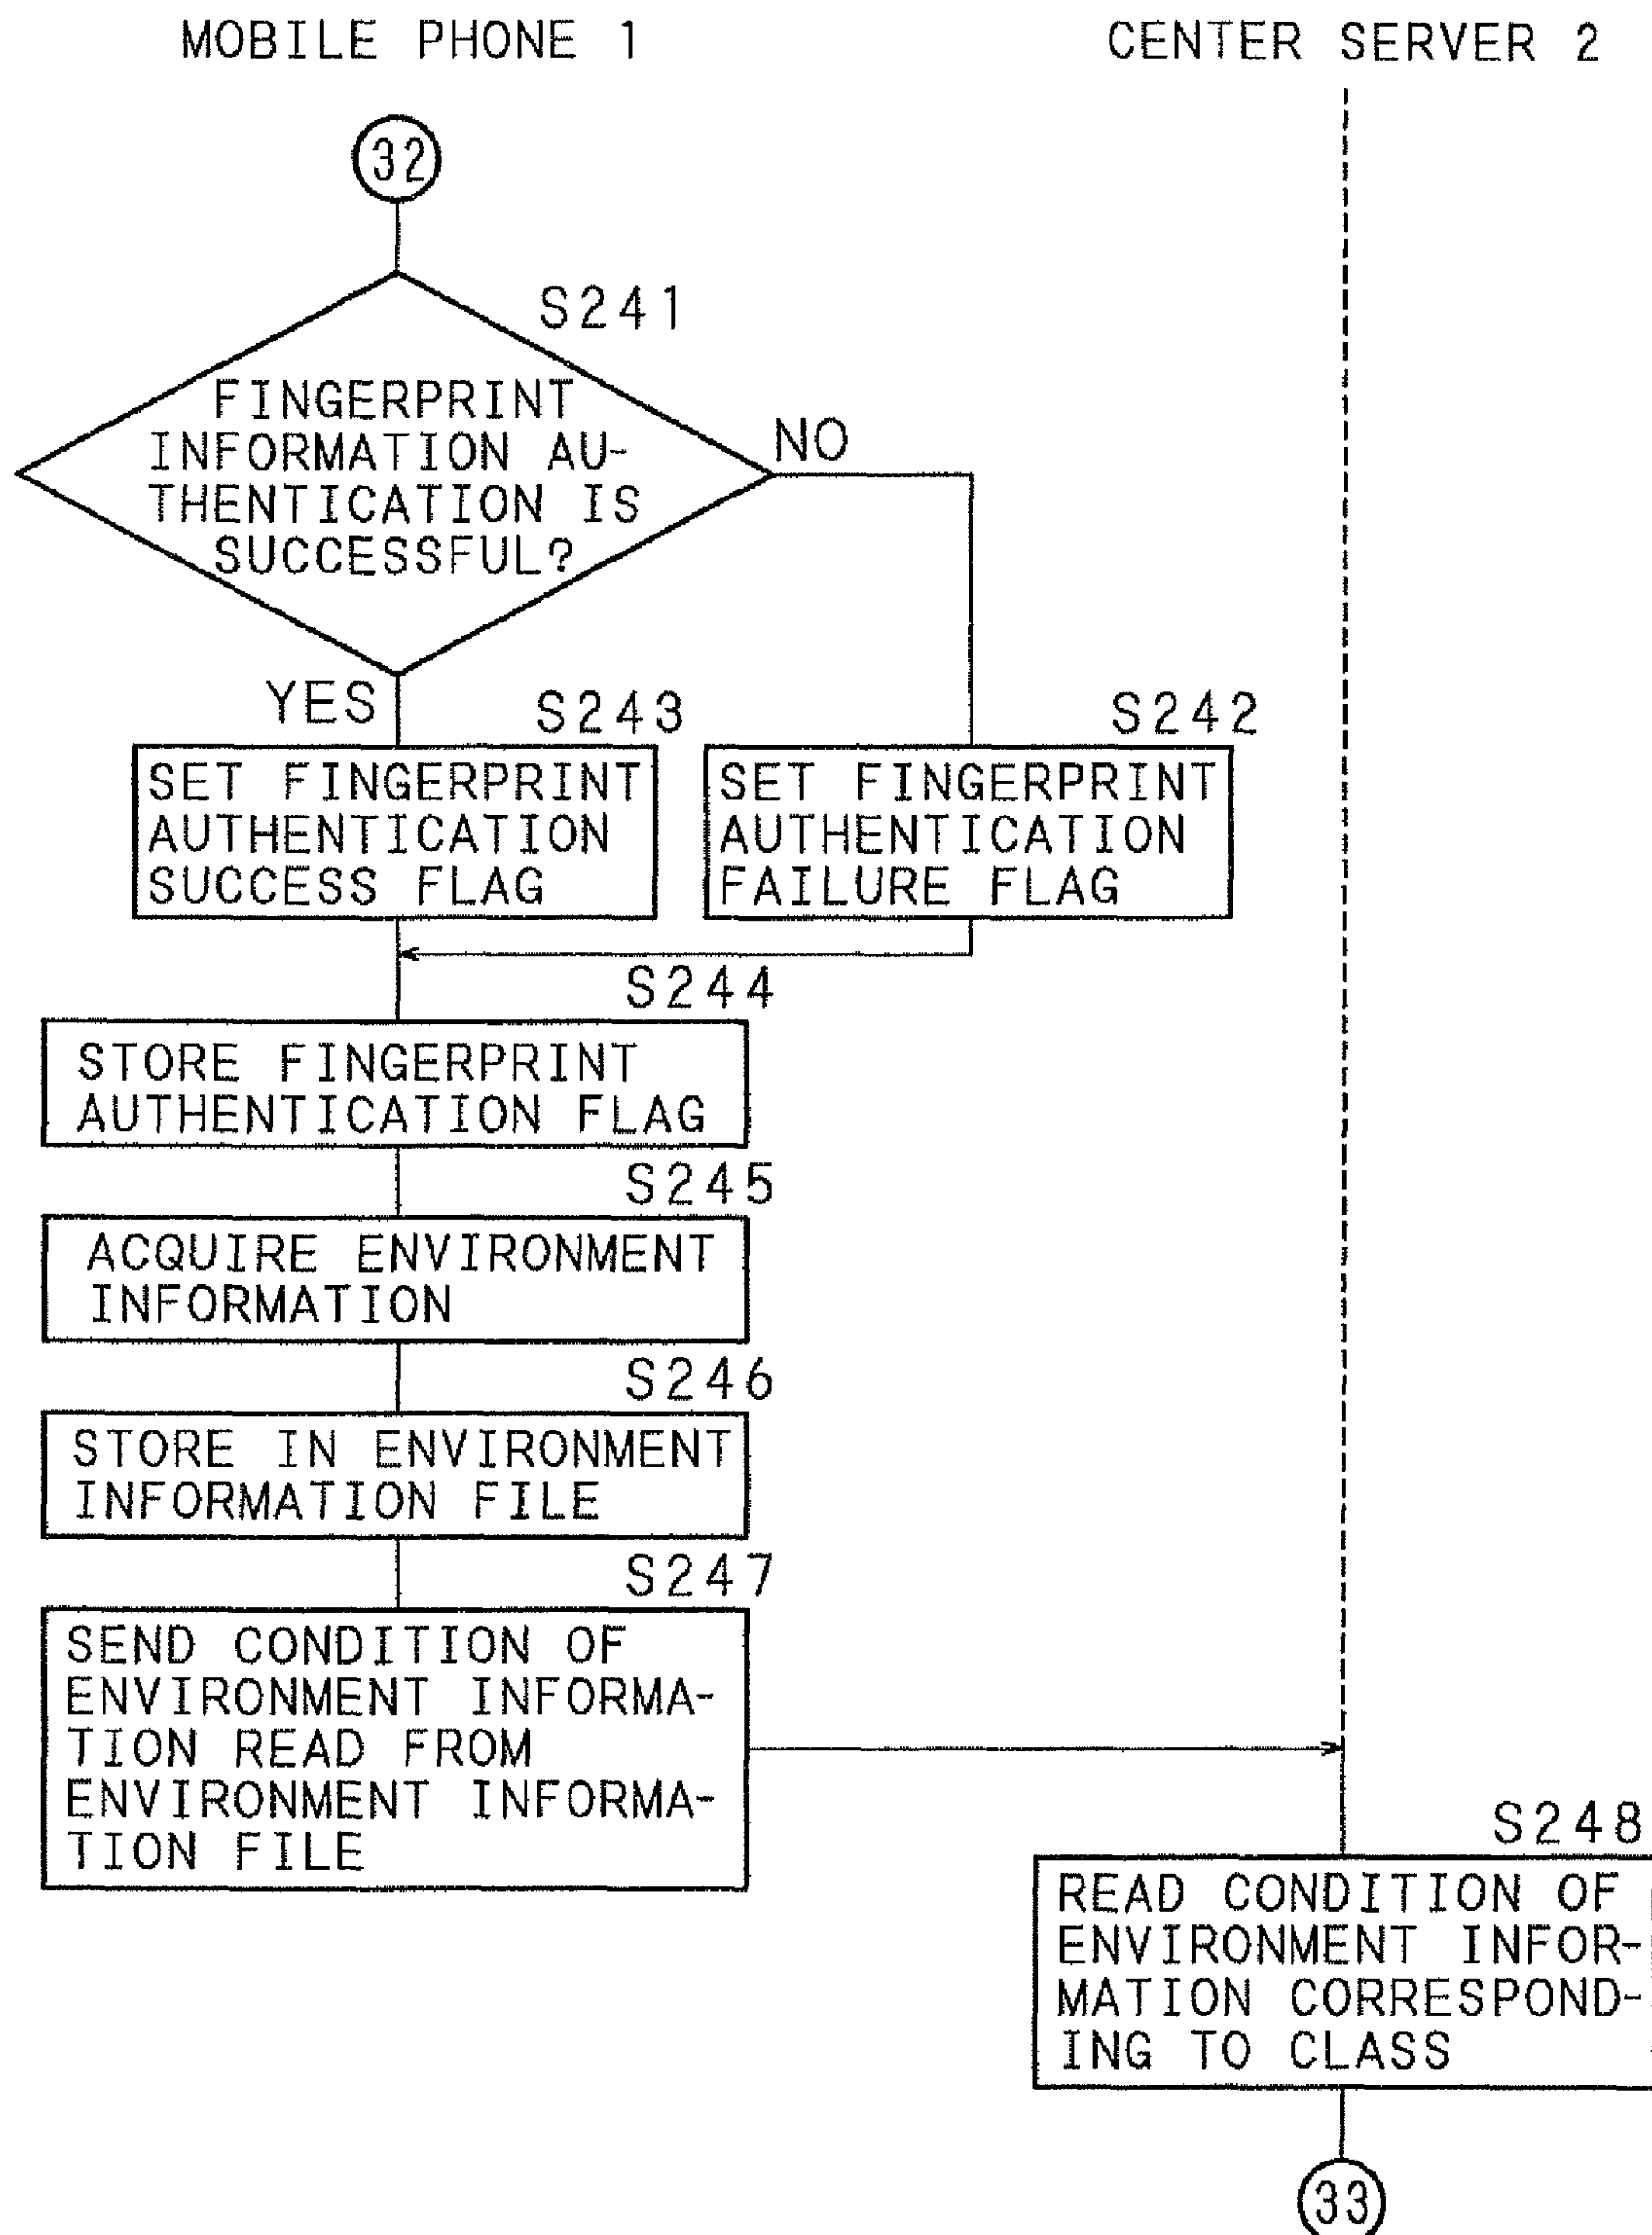 MOBILE PHONE 1
CENTER SERVER 2
32
S241
FINGERPRINT
INFORMATION AU-
THENTICATION IS
SUCCESSFUL?
NO
YES
S243
SET FINGERPRINT
AUTHENTICATION
SUCCESS FLAG
S242
SET FINGERPRINT
AUTHENTICATION
FAILURE FLAG
S244
STORE FINGERPRINT
AUTHENTICATION FLAG
S245
ACQUIRE ENVIRONMENT
INFORMATION
S246
STORE IN ENVIRONMENT
INFORMATION FILE
S247
SEND CONDITION OF
ENVIRONMENT INFORMA-
TION READ FROM
ENVIRONMENT INFORMA-
TION FILE
S248
READ CONDITION OF
ENVIRONMENT INFOR-
MATION CORRESPOND-
ING TO CLASS
33